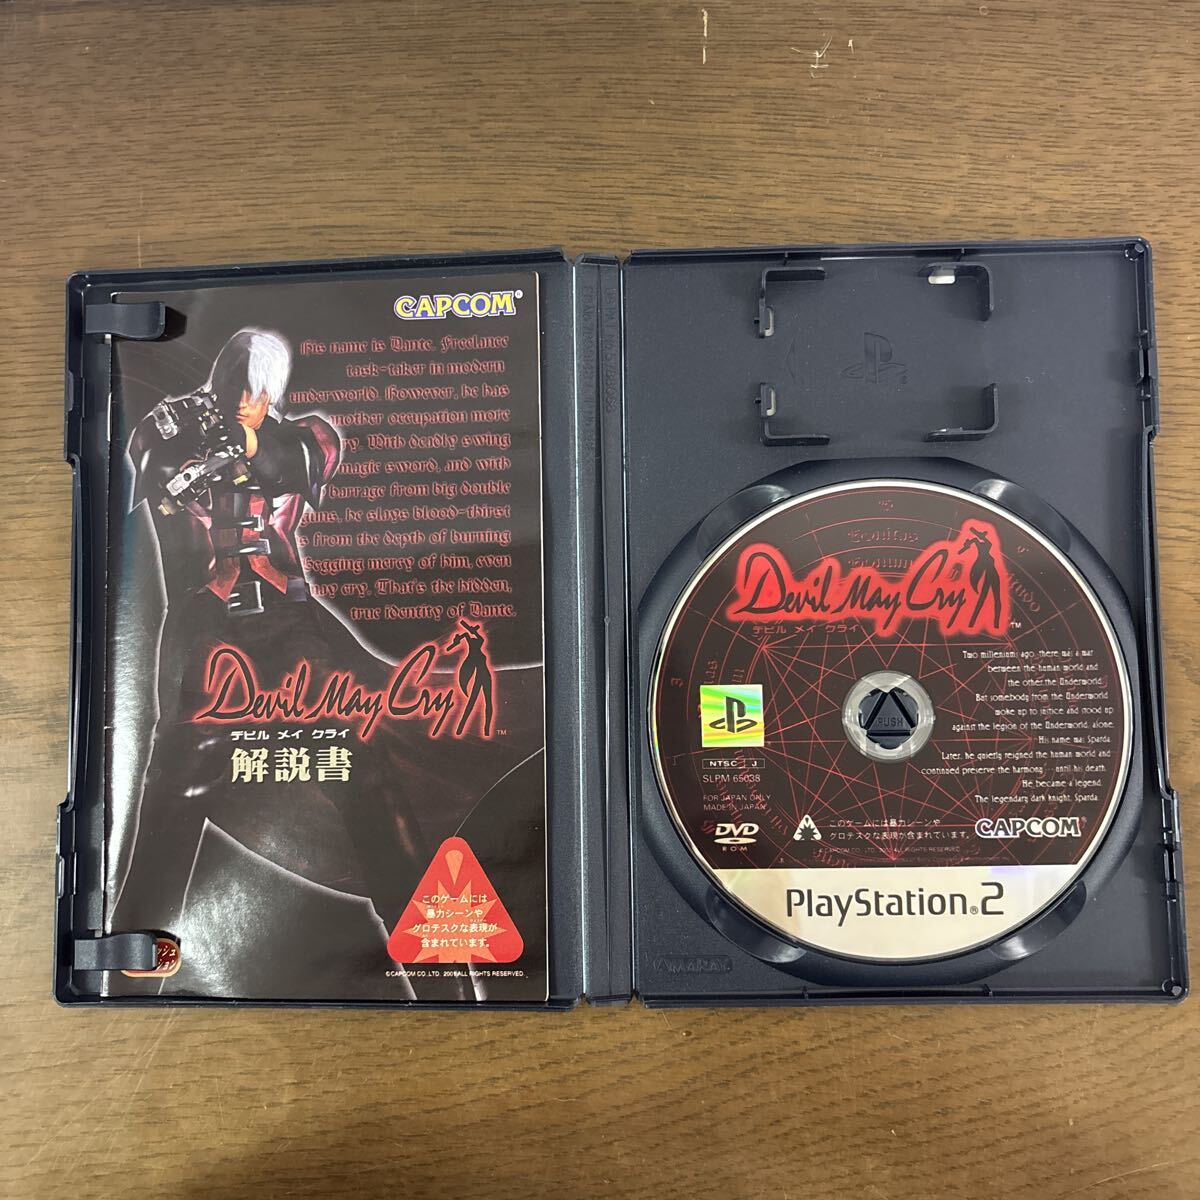 CAPCOM®
His name is Dante. Freelance
task-taker in modern
underworld. However, he has
another occupation more
ry. With deadly swing
magic sword, and with
barrage from big double
guns, he slays blood-thirst
s from the depth of burning
Begging mercy of him, even
may cry. That's the hidden,
true identity of Dante.
Devil May Cry ™
デビル メイ クライ
解説書
このゲームには
暴力シーンや
グロテスクな表現が
含まれています。
©CAPCOM CO., LTD. 2001 ALL RIGHTS RESERVED.
Devil May Cry ™
デビル メイ クライ
Two milleniams ago, there was a war
between the human world and
the other, the Underworld.
But somebody from the Underworld
woke up to justice and stood up
against the legion of the Underworld, alone.
His name was Sparda.
Later, he quietly resigned the human world and
continued preserve the harmony until his death.
He became a legend.
The legendary dark knight, Sparda.
PUSH
NTSC J
SLPM 65038
FOR JAPAN ONLY
MADE IN JAPAN
DVD
ROM
このゲームには暴力シーンや
グロテスクな表現が含まれています。
CAPCOM®
PlayStation®2
AMARAY